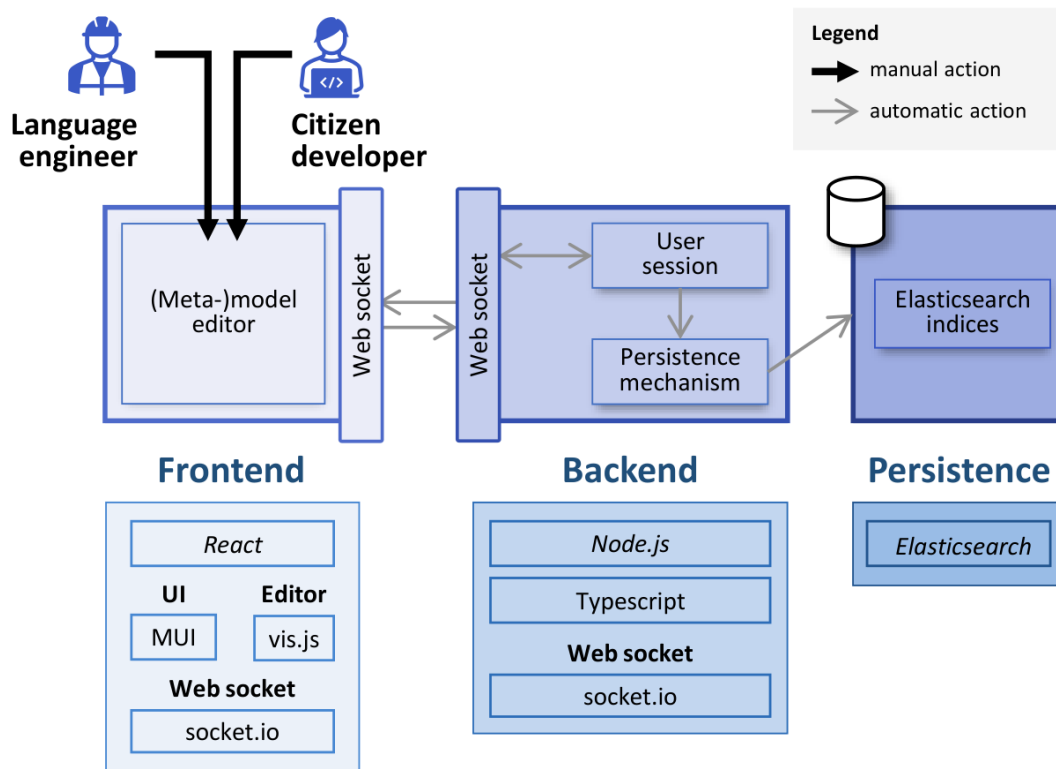 Legend
manual action
automatic action
Language
engineer
Citizen
developer
</>
(Meta-)model
editor
Web socket
Web socket
User
session
Persistence
mechanism
Elasticsearch
indices
Frontend
Backend
Persistence
React
UI
Editor
MUI
vis.js
Web socket
socket.io
Node.js
Typescript
Web socket
socket.io
Elasticsearch